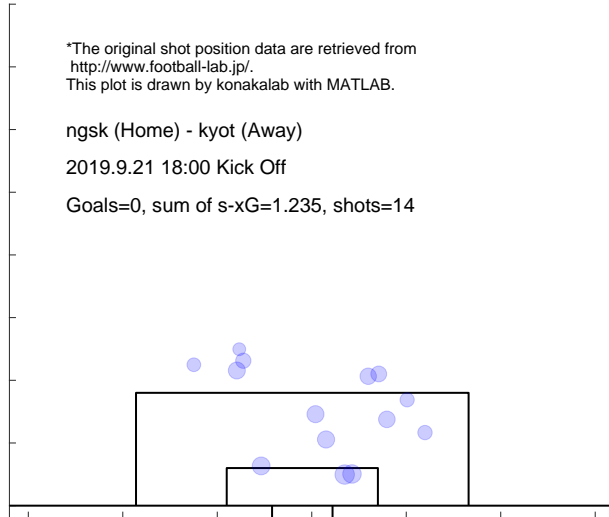 *The original shot position data are retrieved from
http://www.football-lab.jp/.
This plot is drawn by konakalab with MATLAB.
ngsk (Home) - kyot (Away)
2019.9.21 18:00 Kick Off
Goals=0, sum of s-xG=1.235, shots=14